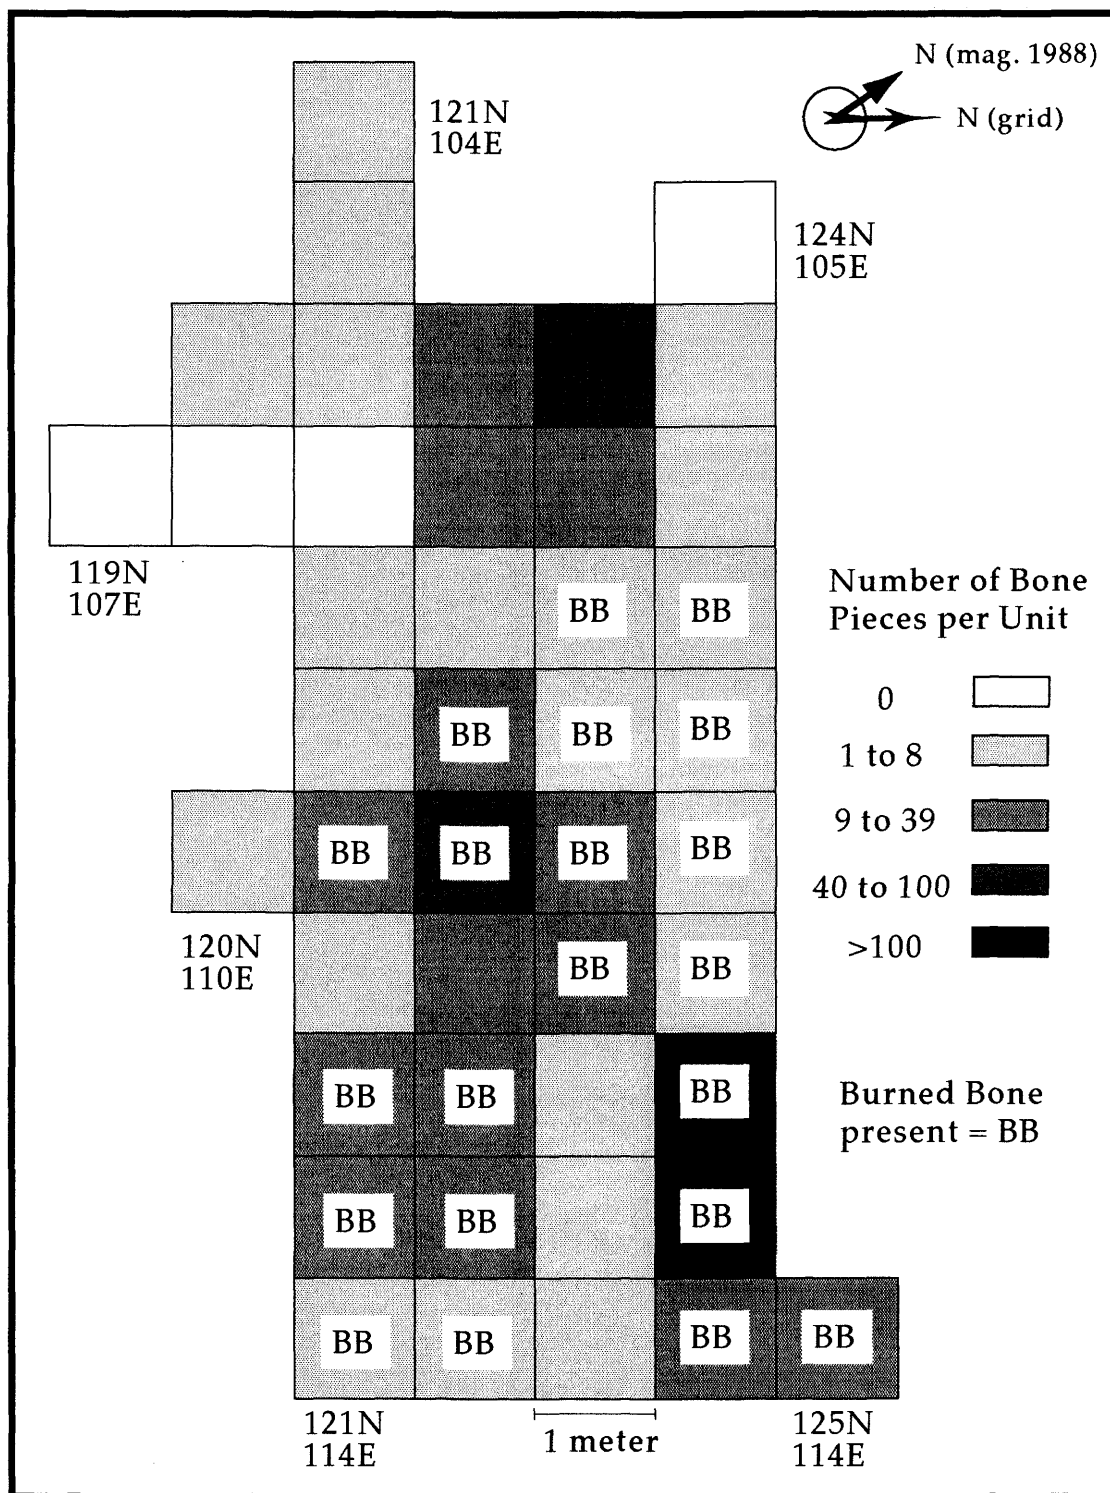 N (mag. 1988)
N (grid)
121N
104E
124N
105E
119N
107E
BB BB
Number of Bone
Pieces per Unit
0
BB BB BB
1 to 8
9 to 39
BB BB BB BB
40 to 100
120N
110E
>100
BB BB
BB BB BB
Burned Bone
present = BB
BB BB BB
BB BB BB BB
121N
114E
1 meter
125N
114E